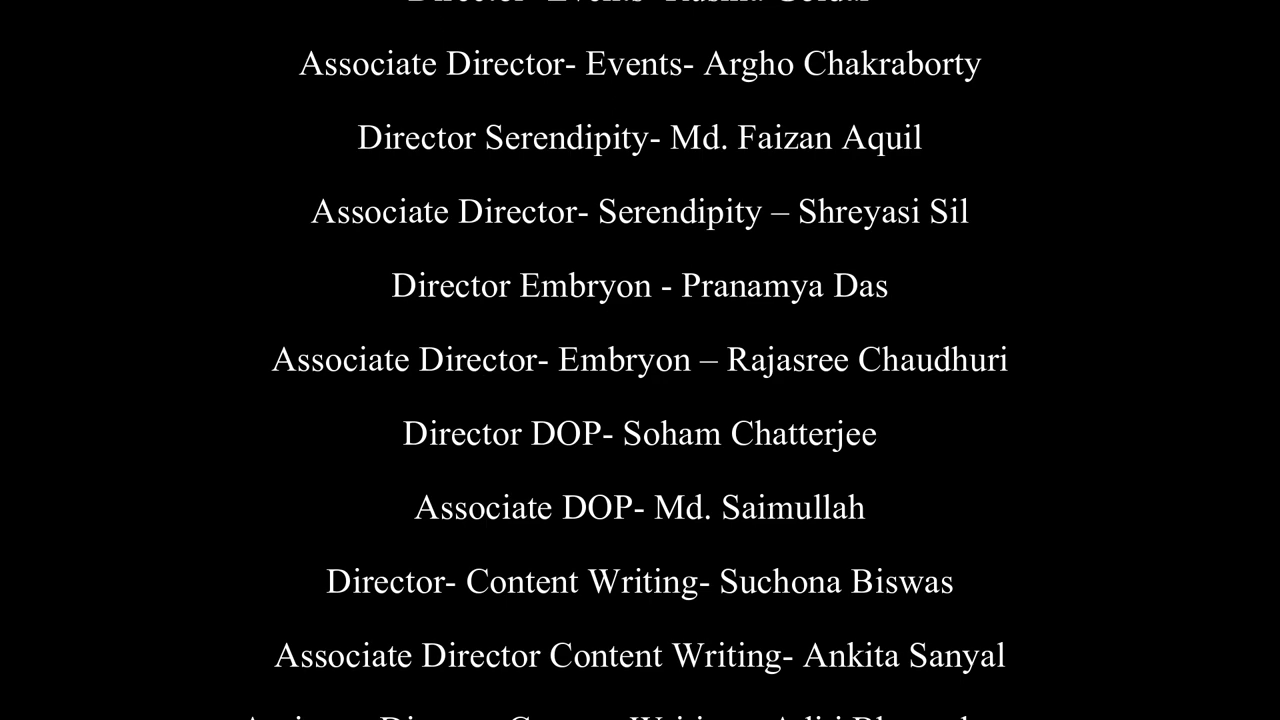 Associate Director- Events- Argho Chakraborty
Director Serendipity- Md. Faizan Aquil
Associate Director- Serendipity – Shreyasi Sil
Director Embryon - Pranamya Das
Associate Director- Embryon – Rajasree Chaudhuri
Director DOP- Soham Chatterjee
Associate DOP- Md. Saimullah
Director- Content Writing- Suchona Biswas
Associate Director Content Writing- Ankita Sanyal